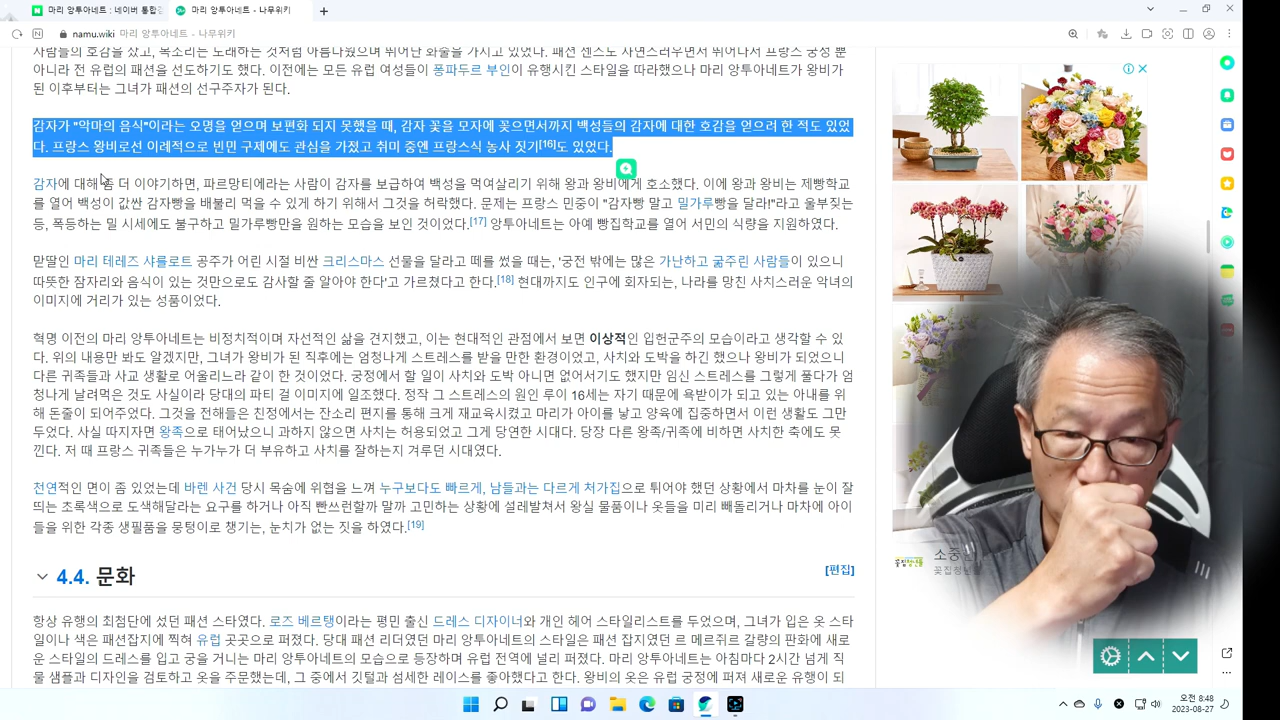 마리 앙투아네트 : 네이버 통합검
마리 앙투아네트 - 나무위키
namu.wiki 마리 앙투아네트 - 나무위키
사람들의 호감을 샀고, 목소리는 노래하는 것처럼 아름다웠으며 뛰어난 화술을 가지고 있었다. 패션 센스도 자연스러우면서 뛰어나서 프랑스 궁정 뿐
아니라 전 유럽의 패션을 선도하기도 했다. 이전에는 모든 유럽 여성들이 퐁파두르 부인이 유행시킨 스타일을 따라했으나 마리 앙투아네트가 왕비가
된 이후부터는 그녀가 패션의 선구주자가 된다.
감자가 "악마의 음식"이라는 오명을 얻으며 보편화 되지 못했을 때, 감자 꽃을 모자에 꽂으면서까지 백성들의 감자에 대한 호감을 얻으려 한 적도 있었
다. 프랑스 왕비로선 이례적으로 빈민 구제에도 관심을 가졌고 취미 중엔 프랑스식 농사 짓기[16]도 있었다.
감자에 대해 좀 더 이야기하면, 파르망티에라는 사람이 감자를 보급하여 백성을 먹여살리기 위해 왕과 왕비에게 호소했다. 이에 왕과 왕비는 제빵학교
를 열어 백성이 값싼 감자빵을 배불리 먹을 수 있게 하기 위해서 그것을 허락했다. 문제는 프랑스 민중이 "감자빵 말고 밀가루빵을 달라!"라고 울부짖는
등, 폭등하는 밀 시세에도 불구하고 밀가루빵만을 원하는 모습을 보인 것이었다.[17] 앙투아네트는 아예 빵집학교를 열어 서민의 식량을 지원하였다.
맏딸인 마리 테레즈 샤를로트 공주가 어린 시절 비싼 크리스마스 선물을 달라고 떼를 썼을 때는, '궁전 밖에는 많은 가난하고 굶주린 사람들이 있으니
따뜻한 잠자리와 음식이 있는 것만으로도 감사할 줄 알아야 한다'고 가르쳤다고 한다.[18] 현대까지도 인구에 회자되는, 나라를 망친 사치스러운 악녀의
이미지에 거리가 있는 성품이었다.
혁명 이전의 마리 앙투아네트는 비정치적이며 자선적인 삶을 견지했고, 이는 현대적인 관점에서 보면 이상적인 입헌군주의 모습이라고 생각할 수 있
다. 위의 내용만 봐도 알겠지만, 그녀가 왕비가 된 직후에는 엄청나게 스트레스를 받을 만한 환경이었고, 사치와 도박을 하긴 했으나 왕비가 되었으니
다른 귀족들과 사교 생활로 어울리느라 같이 한 것이었다. 궁정에서 할 일이 사치와 도박 아니면 없어서기도 했지만 임신 스트레스를 그렇게 풀다가 엄
청나게 날려먹은 것도 사실이라 당대의 파티 걸 이미지에 일조했다. 정작 그 스트레스의 원인 루이 16세는 자기 때문에 욕받이가 되고 있는 아내를 위
해 돈줄이 되어주었다. 그것을 전해들은 친정에서는 잔소리 편지를 통해 크게 재교육시켰고 마리가 아이를 낳고 양육에 집중하면서 이런 생활도 그만
두었다. 사실 따지자면 왕족으로 태어났으니 과하지 않으면 사치는 허용되었고 그게 당연한 시대다. 당장 다른 왕족/귀족에 비하면 사치한 축에도 못
낀다. 저 때 프랑스 귀족들은 누가누가 더 부유하고 사치를 잘하는지 겨루던 시대였다.
천연적인 면이 좀 있었는데 바렌 사건 당시 목숨에 위협을 느껴 누구보다도 빠르게, 남들과는 다르게 처가집으로 튀어야 했던 상황에서 마차를 눈이 잘
띄는 초록색으로 도색해달라는 요구를 하거나 아직 빤쓰런할까 말까 고민하는 상황에 설레발쳐서 왕실 물품이나 옷들을 미리 빼돌리거나 마차에 아이
들을 위한 각종 생필품을 뭉텅이로 챙기는, 눈치가 없는 짓을 하였다.[19]
4.4. 문화
[편집]
항상 유행의 최첨단에 섰던 패션 스타였다. 로즈 베르탱이라는 평민 출신 드레스 디자이너와 개인 헤어 스타일리스트를 두었으며, 그녀가 입은 옷 스타
일이나 색은 패션잡지에 찍혀 유럽 곳곳으로 퍼졌다. 당대 패션 리더였던 마리 앙투아네트의 스타일은 패션 잡지였던 르 메르쥐르 갈량의 판화에 새로
운 스타일의 드레스를 입고 궁을 거니는 마리 앙투아네트의 모습으로 등장하며 유럽 전역에 널리 퍼졌다. 마리 앙투아네트는 아침마다 2시간 넘게 직
물 샘플과 디자인을 검토하고 옷을 주문했는데, 그 중에서 깃털과 섬세한 레이스를 좋아했다고 한다. 왕비의 옷은 유럽 궁정에 퍼져 새로운 유행이 되
오전 8:48
2023-08-27